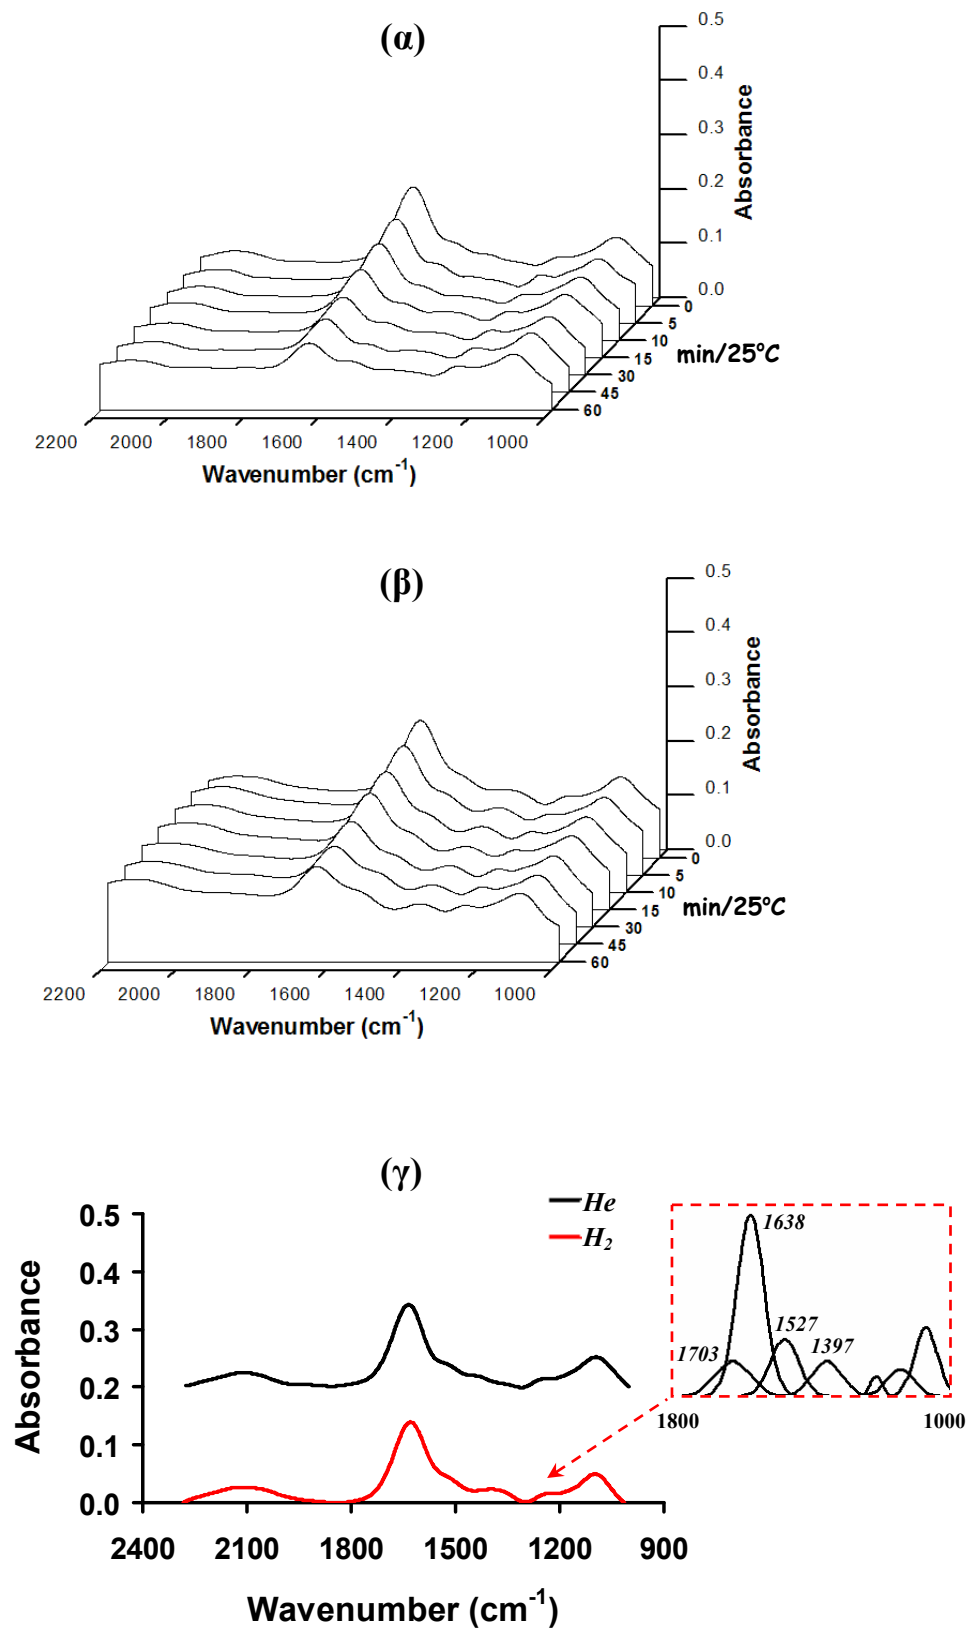 (α)
0.5
0.4
0.3
0.2
0.1
0.0
Absorbance
0
5
10
15
30
45
60
min/25°C
2200 2000 1800 1600 1400 1200 1000
Wavenumber (cm⁻¹)
(β)
0.5
0.4
0.3
0.2
0.1
0.0
Absorbance
0
5
10
15
30
45
60
min/25°C
2200 2000 1800 1600 1400 1200 1000
Wavenumber (cm⁻¹)
(γ)
He
H₂
0.5
0.4
0.3
0.2
0.1
0.0
Absorbance
2400 2100 1800 1500 1200 900
Wavenumber (cm⁻¹)
1638
1527
1703
1397
1800 1000